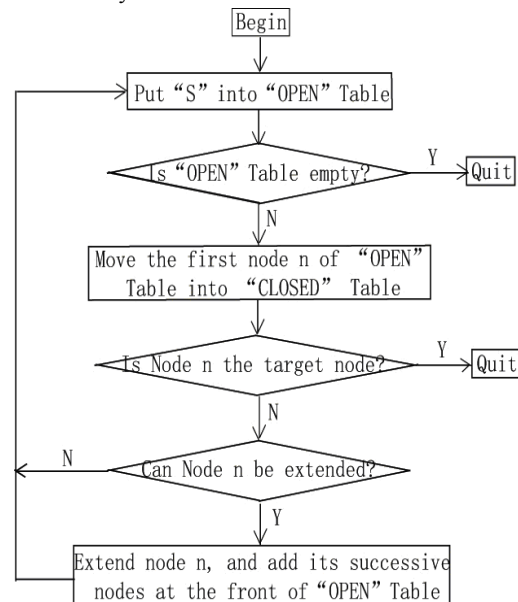 Begin
Put “S” into “OPEN” Table
Is “OPEN” Table empty?
Y
Quit
N
Move the first node n of “OPEN”
Table into “CLOSED” Table
Is Node n the target node?
Y
Quit
N
Can Node n be extended?
N
Y
Extend node n, and add its successive
nodes at the front of “OPEN” Table